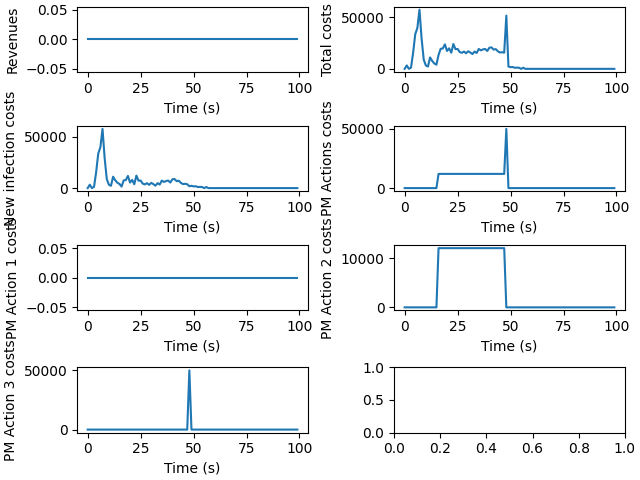 Revenues
0.05
0.00
−0.05
0 25 50 75 100
Time (s)
Total costs
50000
0
0 25 50 75 100
Time (s)
New infection costs
50000
0
0 25 50 75 100
Time (s)
PM Actions costs
50000
0
0 25 50 75 100
Time (s)
PM Action 1 costs
0.05
0.00
−0.05
0 25 50 75 100
Time (s)
PM Action 2 costs
10000
0
0 25 50 75 100
Time (s)
PM Action 3 costs
50000
0
0 25 50 75 100
Time (s)
1.0
0.5
0.0
0.0 0.2 0.4 0.6 0.8 1.0